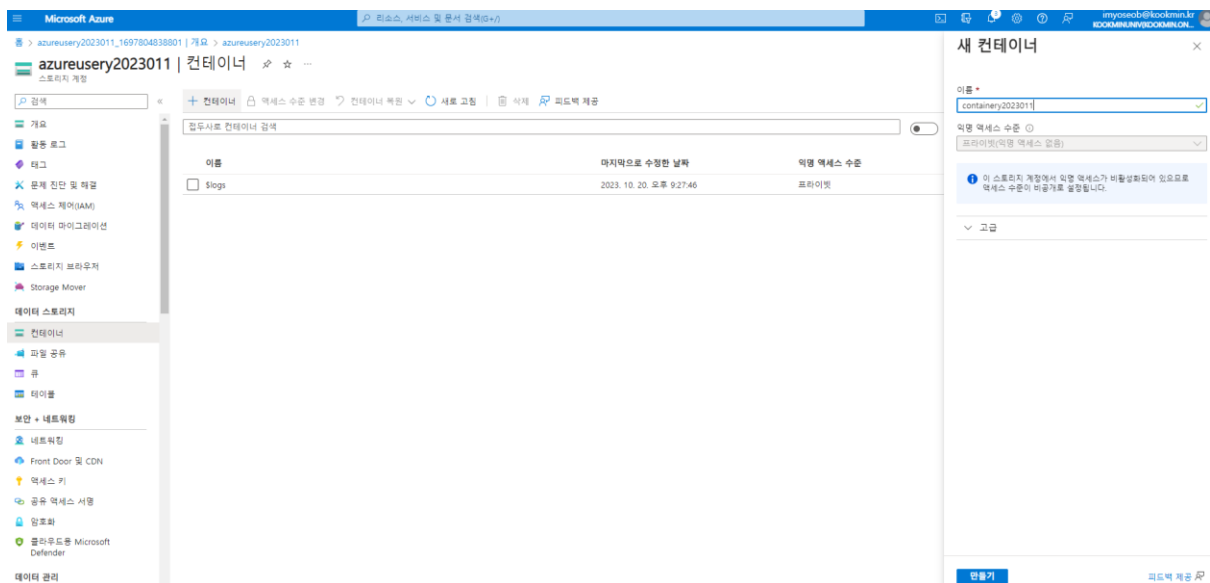 Microsoft Azure
리소스, 서비스 및 문서 검색(G+/)
imyoseob@kookmin.kr
KOOKMINUNIV(KOOKMIN.ON...
홈 > azureusery2023011_1697804838801 | 개요 > azureusery2023011
azureusery2023011 | 컨테이너
스토리지 계정
검색
개요
활동 로그
태그
문제 진단 및 해결
액세스 제어(IAM)
데이터 마이그레이션
이벤트
스토리지 브라우저
Storage Mover
데이터 스토리지
컨테이너
파일 공유
큐
테이블
보안 + 네트워킹
네트워킹
Front Door 및 CDN
액세스 키
공유 액세스 서명
암호화
클라우드용 Microsoft
Defender
데이터 관리
+ 컨테이너 액세스 수준 변경 컨테이너 복원 새로 고침 삭제 피드백 제공
접두사로 컨테이너 검색
이름 마지막으로 수정한 날짜 익명 액세스 수준
$logs 2023. 10. 20. 오후 9:27:46 프라이빗
새 컨테이너
이름 *
containery2023011
익명 액세스 수준
프라이빗(익명 액세스 없음)
이 스토리지 계정에서 익명 액세스가 비활성화되어 있으므로
액세스 수준이 비공개로 설정됩니다.
고급
만들기
피드백 제공